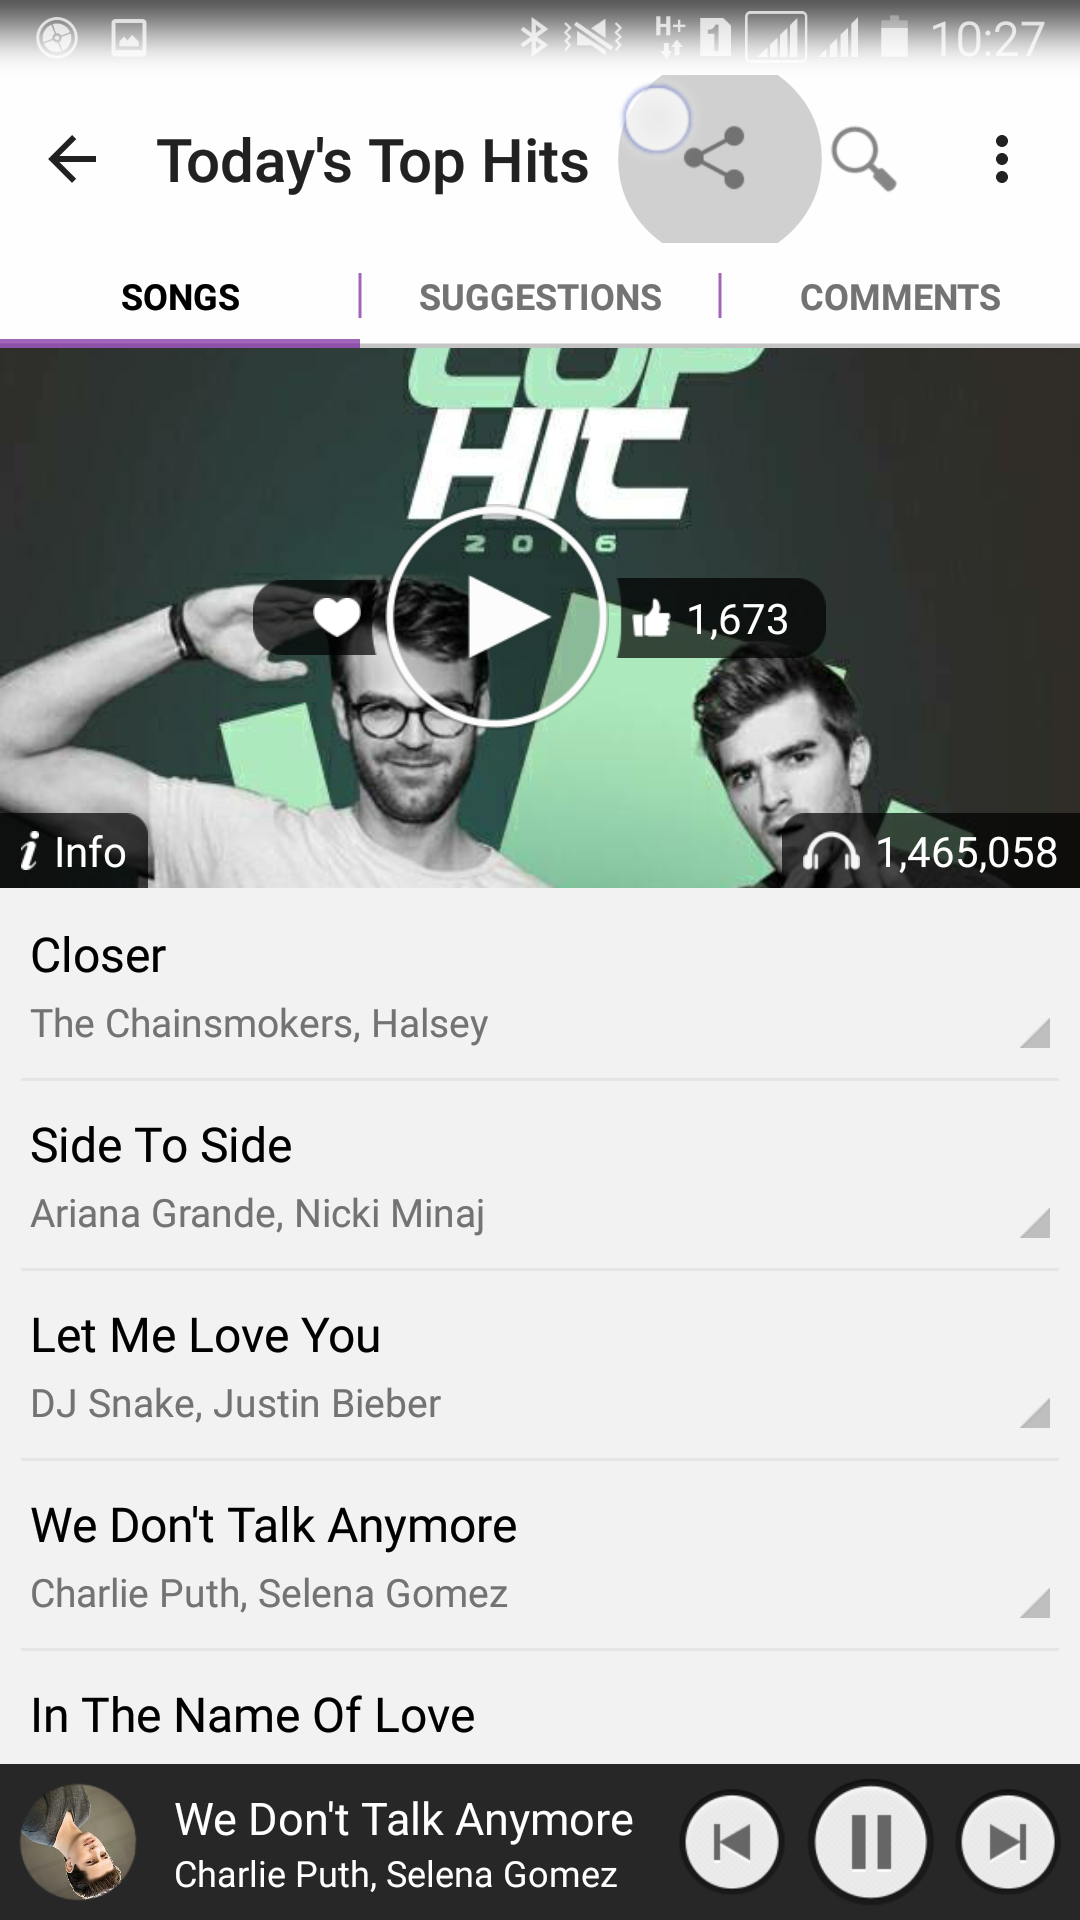 H+
1
10:27
Today's Top Hits
SONGS
SUGGESTIONS
COMMENTS
HIT
2016
1,673
i Info
1,465,058
Closer
The Chainsmokers, Halsey
Side To Side
Ariana Grande, Nicki Minaj
Let Me Love You
DJ Snake, Justin Bieber
We Don't Talk Anymore
Charlie Puth, Selena Gomez
In The Name Of Love
We Don't Talk Anymore
Charlie Puth, Selena Gomez